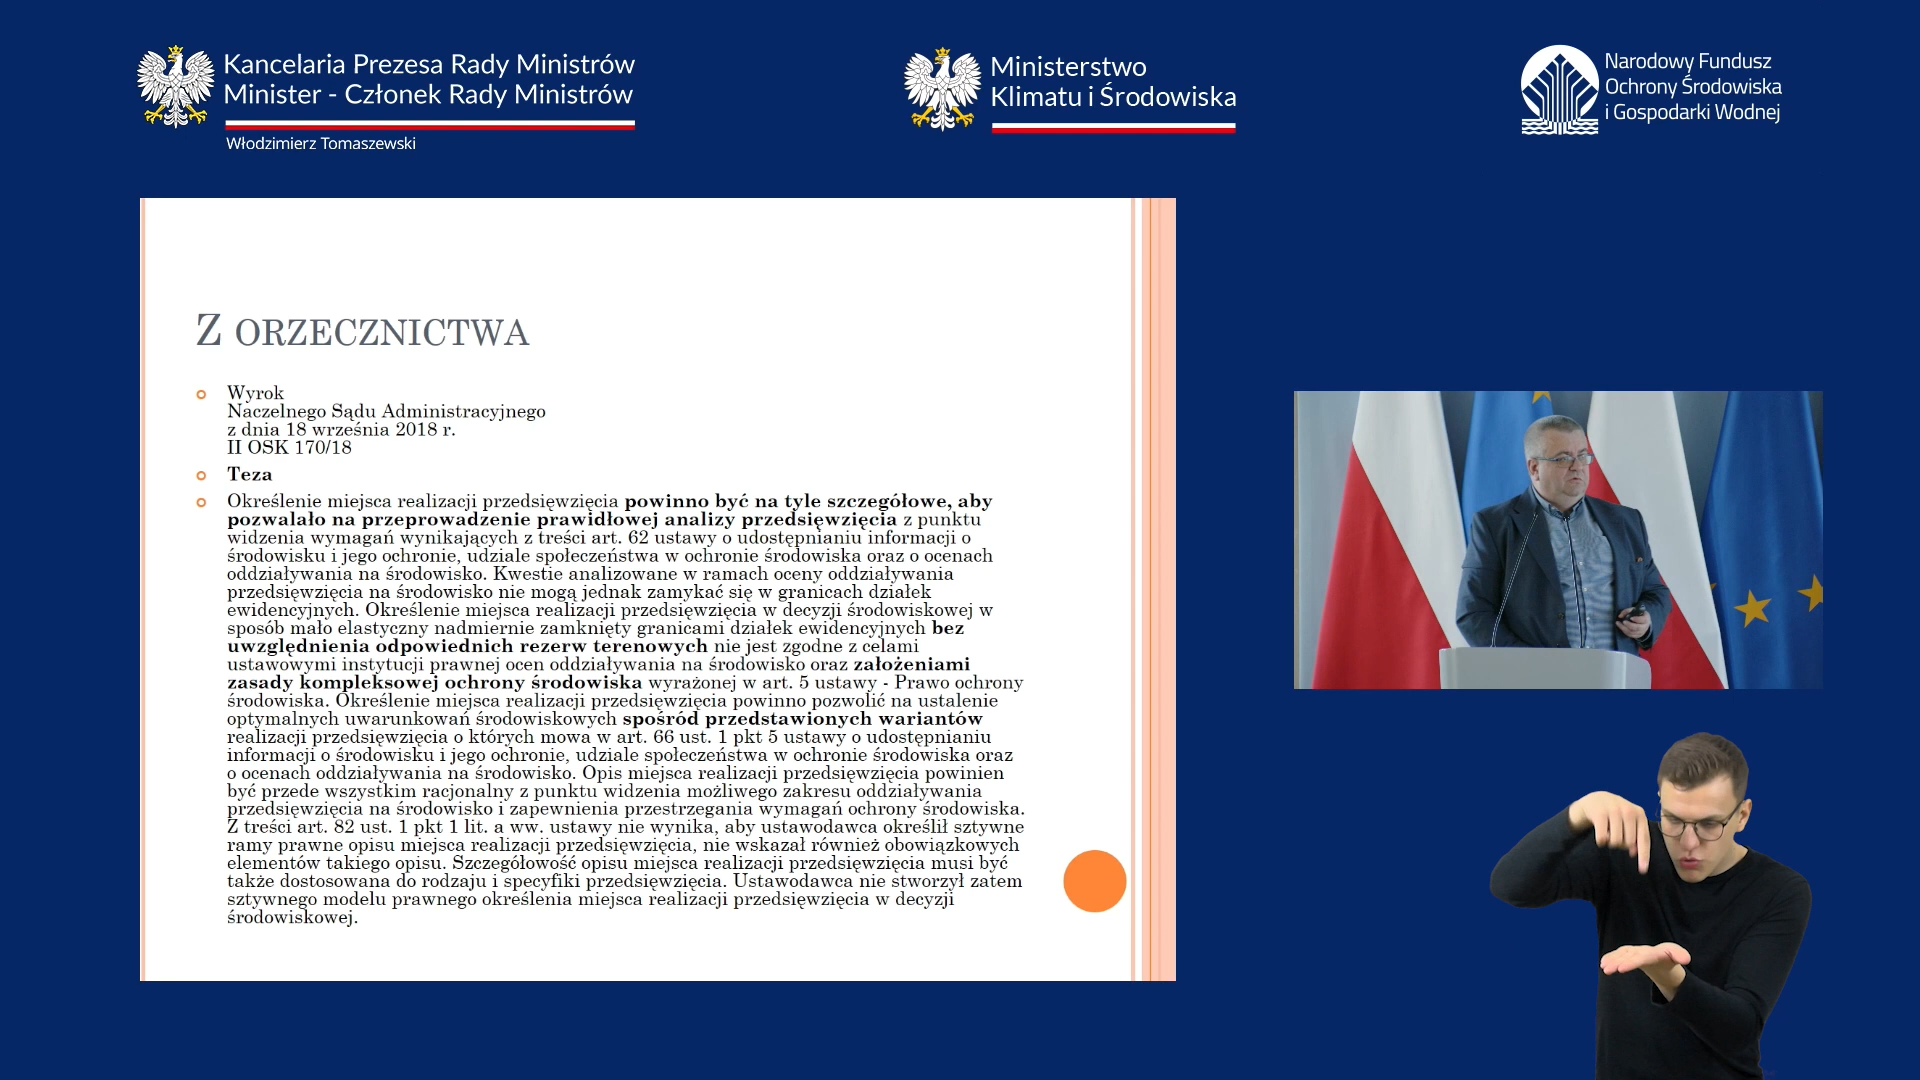 Kancelaria Prezesa Rady Ministrów
Minister - Członek Rady Ministrów
Włodzimierz Tomaszewski
Ministerstwo
Klimatu i Środowiska
Narodowy Fundusz
Ochrony Środowiska
i Gospodarki Wodnej
Z ORZECZNICTWA
Wyrok
Naczelnego Sądu Administracyjnego
z dnia 18 września 2018 r.
II OSK 170/18
Teza
Określenie miejsca realizacji przedsięwzięcia powinno być na tyle szczegółowe, aby
pozwalało na przeprowadzenie prawidłowej analizy przedsięwzięcia z punktu
widzenia wymagań wynikających z treści art. 62 ustawy o udostępnianiu informacji o
środowisku i jego ochronie, udziale społeczeństwa w ochronie środowiska oraz o ocenach
oddziaływania na środowisko. Kwestie analizowane w ramach oceny oddziaływania
przedsięwzięcia na środowisko nie mogą jednak zamykać się w granicach działek
ewidencyjnych. Określenie miejsca realizacji przedsięwzięcia w decyzji środowiskowej w
sposób mało elastyczny nadmiernie zamknięty granicami działek ewidencyjnych bez
uwzględnienia odpowiednich rezerw terenowych nie jest zgodne z celami
ustawowymi instytucji prawnej ocen oddziaływania na środowisko oraz założeniami
zasady kompleksowej ochrony środowiska wyrażonej w art. 5 ustawy - Prawo ochrony
środowiska. Określenie miejsca realizacji przedsięwzięcia powinno pozwolić na ustalenie
optymalnych uwarunkowań środowiskowych spośród przedstawionych wariantów
realizacji przedsięwzięcia o których mowa w art. 66 ust. 1 pkt 5 ustawy o udostępnianiu
informacji o środowisku i jego ochronie, udziale społeczeństwa w ochronie środowiska oraz
o ocenach oddziaływania na środowisko. Opis miejsca realizacji przedsięwzięcia powinien
być przede wszystkim racjonalny z punktu widzenia możliwego zakresu oddziaływania
przedsięwzięcia na środowisko i zapewnienia przestrzegania wymagań ochrony środowiska.
Z treści art. 82 ust. 1 pkt 1 lit. a ww. ustawy nie wynika, aby ustawodawca określił sztywne
ramy prawne opisu miejsca realizacji przedsięwzięcia, nie wskazał również obowiązkowych
elementów takiego opisu. Szczegółowość opisu miejsca realizacji przedsięwzięcia musi być
także dostosowana do rodzaju i specyfiki przedsięwzięcia. Ustawodawca nie stworzył zatem
sztywnego modelu prawnego określenia miejsca realizacji przedsięwzięcia w decyzji
środowiskowej.